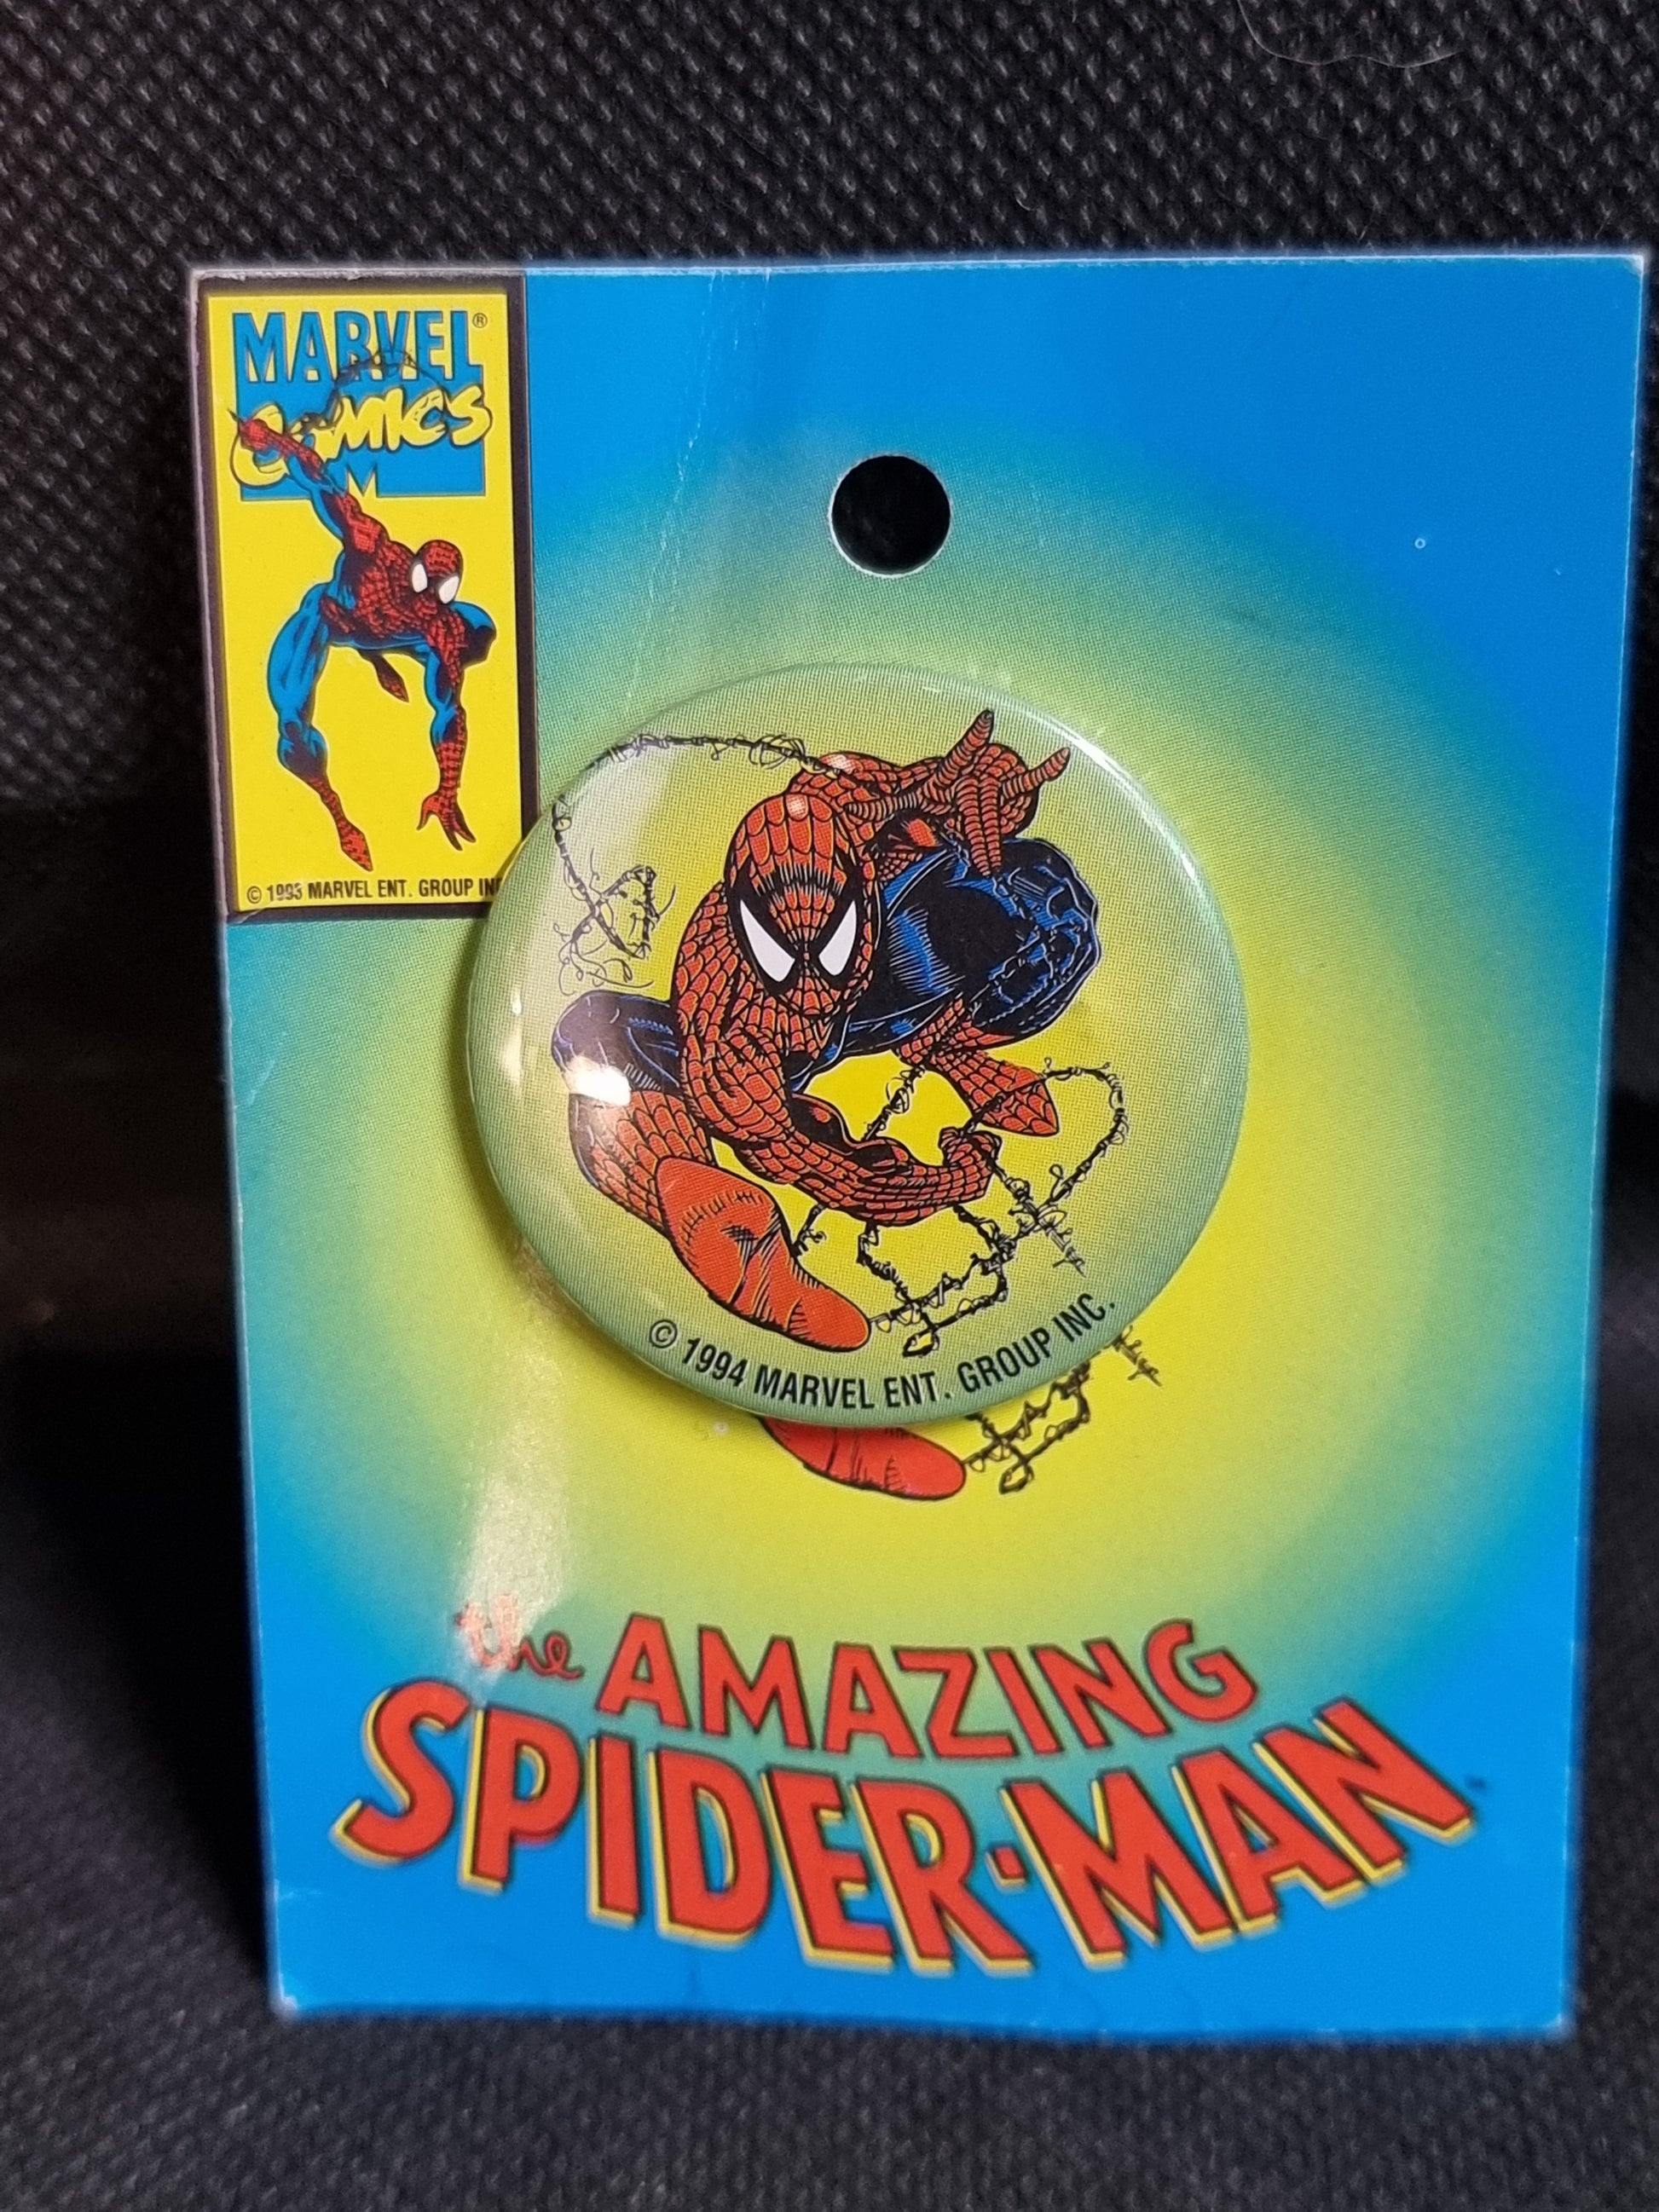 MARVEL®
COMICS
© 1993 MARVEL ENT. GROUP INC
© 1994 MARVEL ENT. GROUP INC.
the AMAZING
SPIDER-MAN™